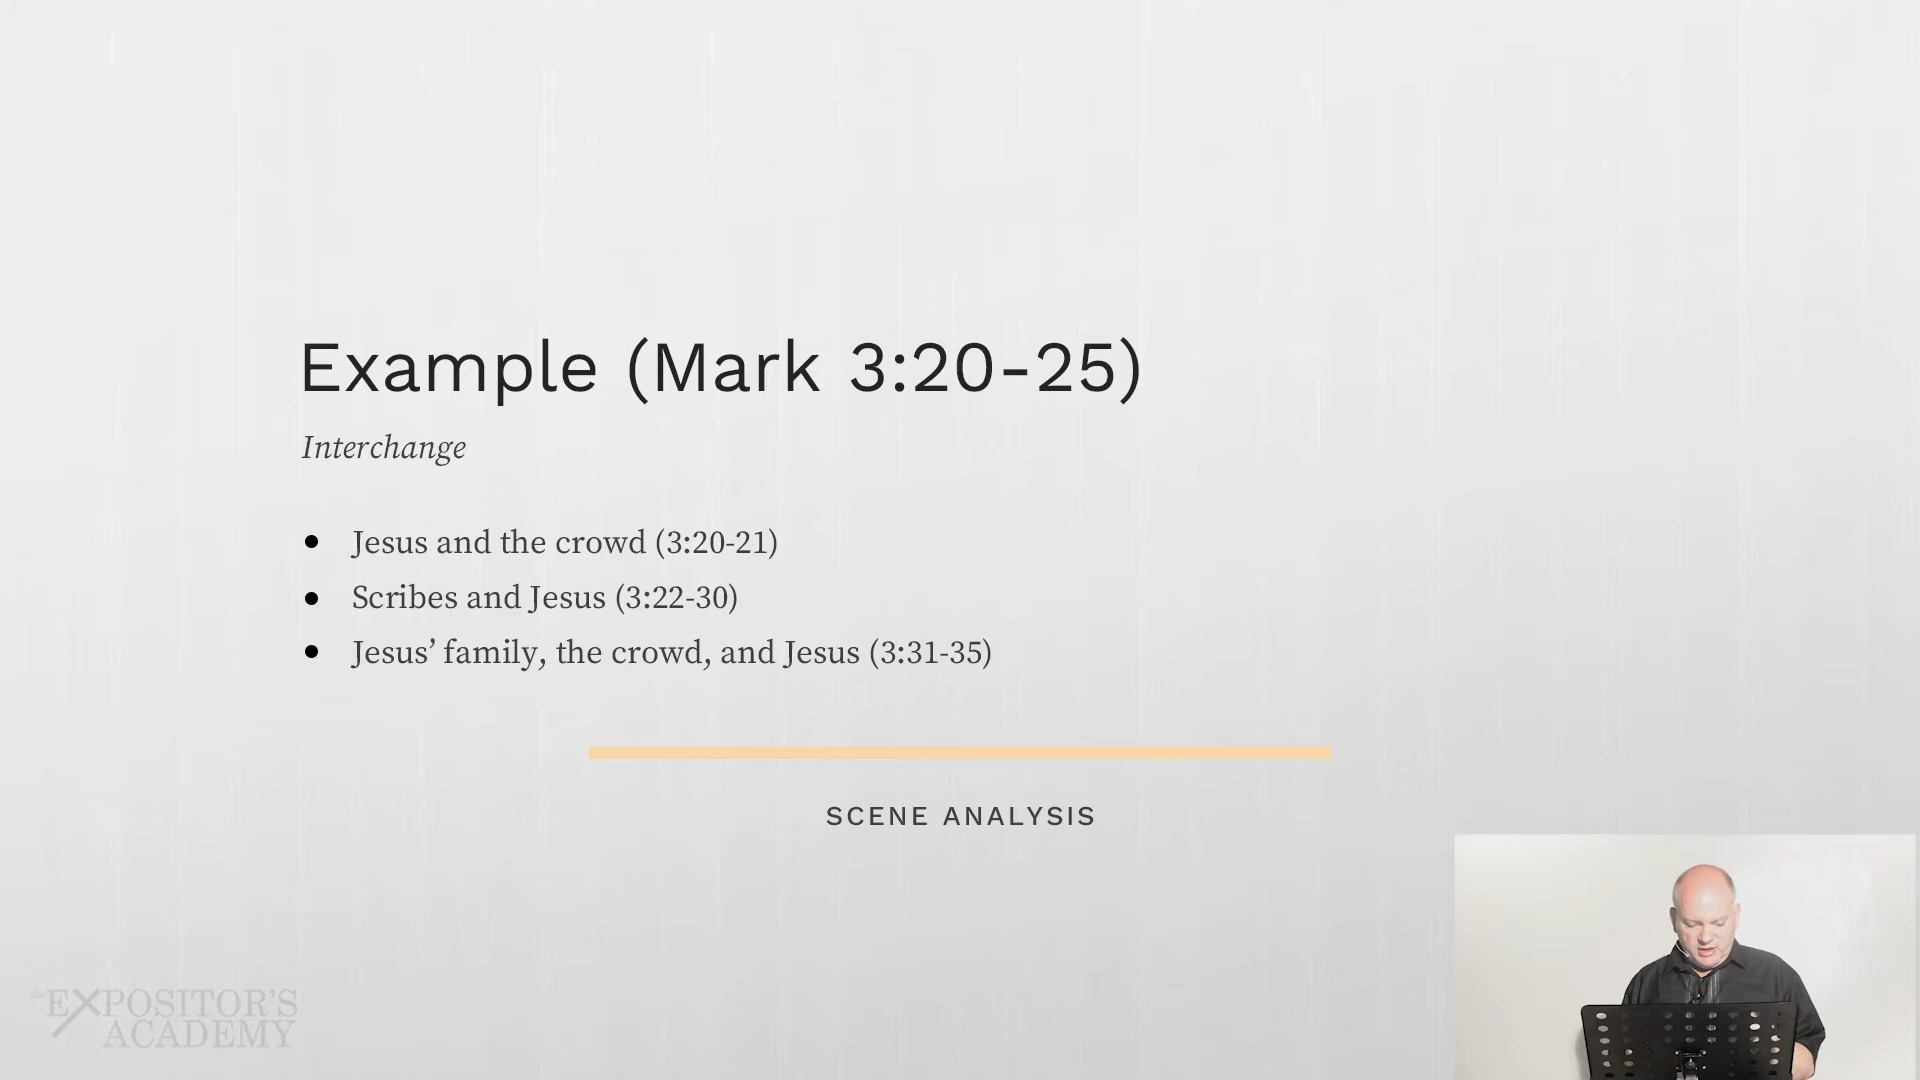 Example (Mark 3:20-25)
Interchange
● Jesus and the crowd (3:20-21)
● Scribes and Jesus (3:22-30)
● Jesus’ family, the crowd, and Jesus (3:31-35)
SCENE ANALYSIS
the EXPOSITOR'S
ACADEMY